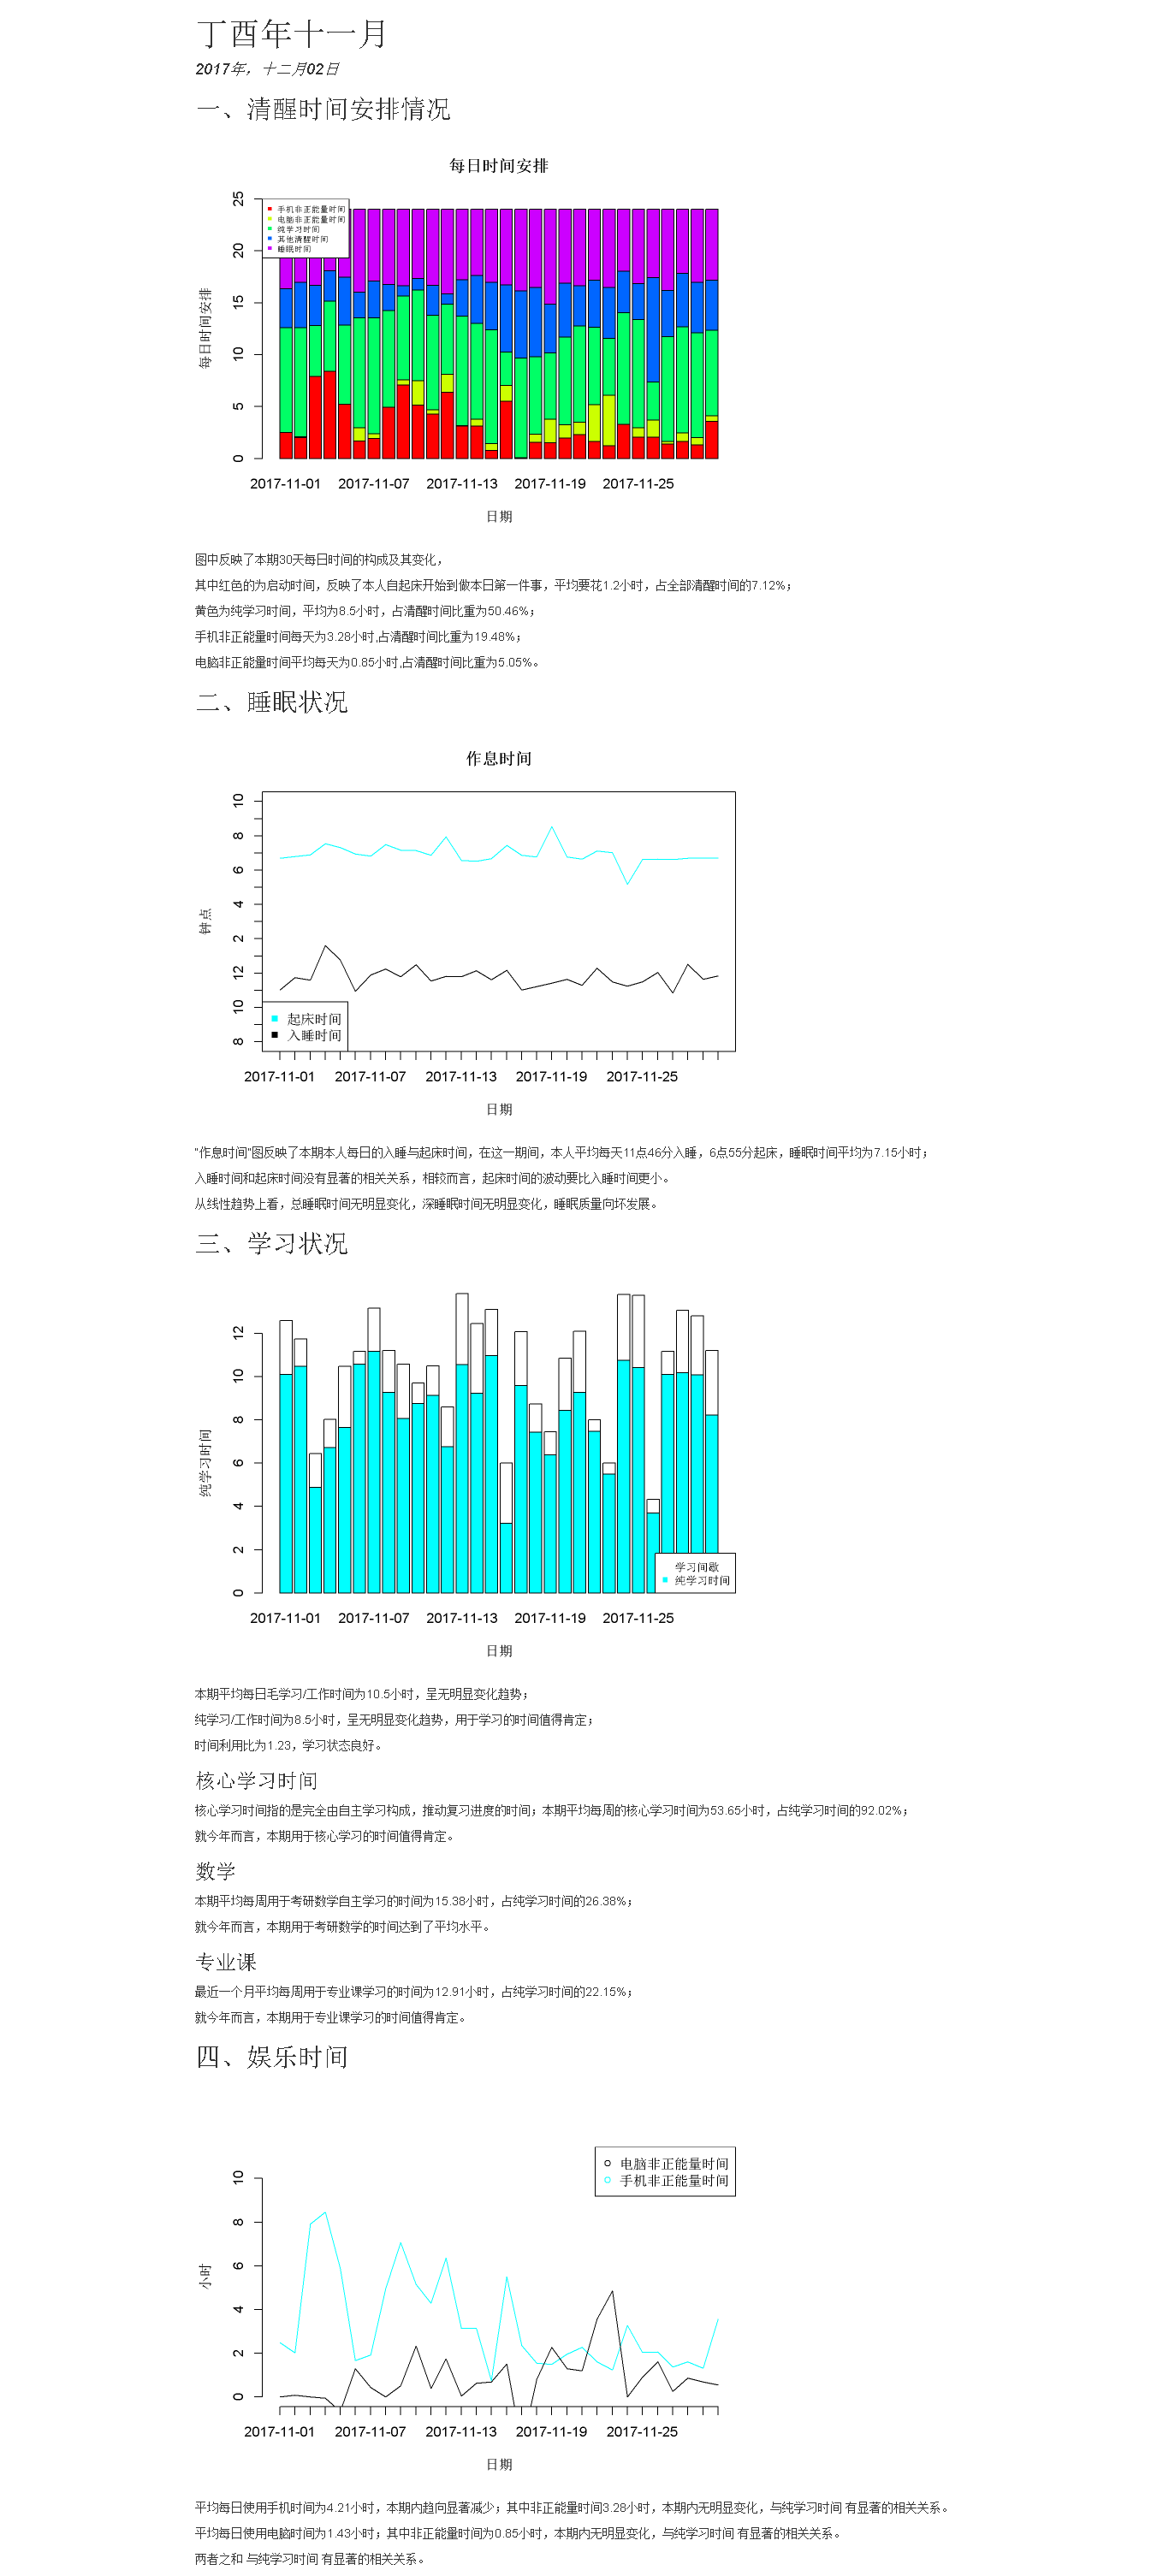 丁酉年十一月
2017年，十二月02日
一、清醒时间安排情况
每日时间安排
手机非正能量时间
电脑非正能量时间
纯学习时间
其他清醒时间
睡眠时间
每日时间安排
25
20
15
10
5
0
2017-11-01 2017-11-07 2017-11-13 2017-11-19 2017-11-25
日期
图中反映了本期30天每日时间的构成及其变化，
其中红色的为启动时间，反映了本人自起床开始到做本日第一件事，平均要花1.2小时，占全部清醒时间的7.12%；
黄色为纯学习时间，平均为8.5小时，占清醒时间比重为50.46%；
手机非正能量时间每天为3.28小时,占清醒时间比重为19.48%；
电脑非正能量时间平均每天为0.85小时,占清醒时间比重为5.05%。
二、睡眠状况
作息时间
钟点
10
8
6
4
2
12
10
8
起床时间
入睡时间
2017-11-01 2017-11-07 2017-11-13 2017-11-19 2017-11-25
日期
"作息时间"图反映了本期本人每日的入睡与起床时间，在这一期间，本人平均每天11点46分入睡，6点55分起床，睡眠时间平均为7.15小时；
入睡时间和起床时间没有显著的相关关系，相较而言，起床时间的波动要比入睡时间更小。
从线性趋势上看，总睡眠时间无明显变化，深睡眠时间无明显变化，睡眠质量向坏发展。
三、学习状况
纯学习时间
12
10
8
6
4
2
0
学习间歇
纯学习时间
2017-11-01 2017-11-07 2017-11-13 2017-11-19 2017-11-25
日期
本期平均每日毛学习/工作时间为10.5小时，呈无明显变化趋势；
纯学习/工作时间为8.5小时，呈无明显变化趋势，用于学习的时间值得肯定；
时间利用比为1.23，学习状态良好。
核心学习时间
核心学习时间指的是完全由自主学习构成，推动复习进度的时间；本期平均每周的核心学习时间为53.65小时，占纯学习时间的92.02%；
就今年而言，本期用于核心学习的时间值得肯定。
数学
本期平均每周用于考研数学自主学习的时间为15.38小时，占纯学习时间的26.38%；
就今年而言，本期用于考研数学的时间达到了平均水平。
专业课
最近一个月平均每周用于专业课学习的时间为12.91小时，占纯学习时间的22.15%；
就今年而言，本期用于专业课学习的时间值得肯定。
四、娱乐时间
电脑非正能量时间
手机非正能量时间
小时
10
8
6
4
2
0
2017-11-01 2017-11-07 2017-11-13 2017-11-19 2017-11-25
日期
平均每日使用手机时间为4.21小时，本期内趋向显著减少；其中非正能量时间3.28小时，本期内无明显变化，与纯学习时间 有显著的相关关系。
平均每日使用电脑时间为1.43小时；其中非正能量时间为0.85小时，本期内无明显变化，与纯学习时间 有显著的相关关系。
两者之和 与纯学习时间 有显著的相关关系。